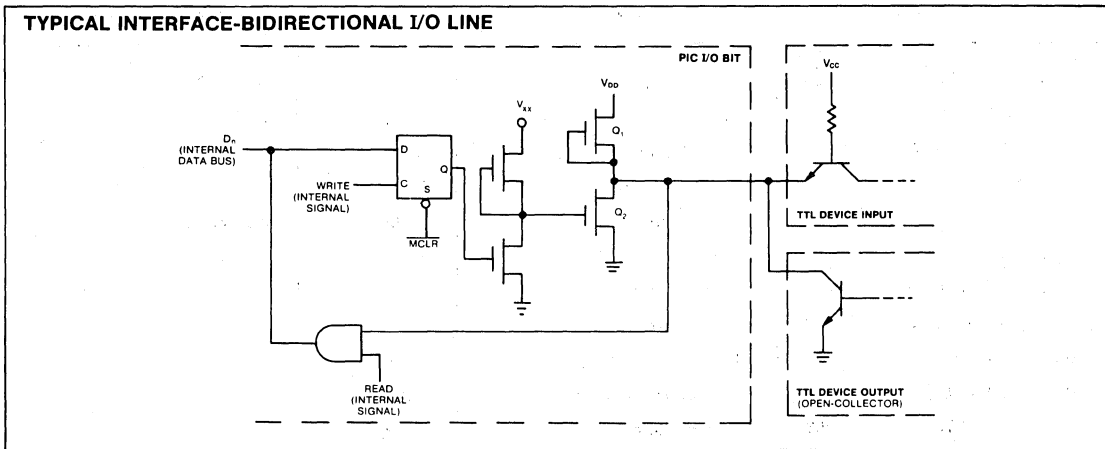 TYPICAL INTERFACE-BIDIRECTIONAL I/O LINE
PIC I/O BIT
Vxx
VDD
Q1
VCC
Dn
(INTERNAL
DATA BUS)
D
Q
C
S
WRITE
(INTERNAL
SIGNAL)
MCLR
Q2
TTL DEVICE INPUT
READ
(INTERNAL
SIGNAL)
TTL DEVICE OUTPUT
(OPEN-COLLECTOR)